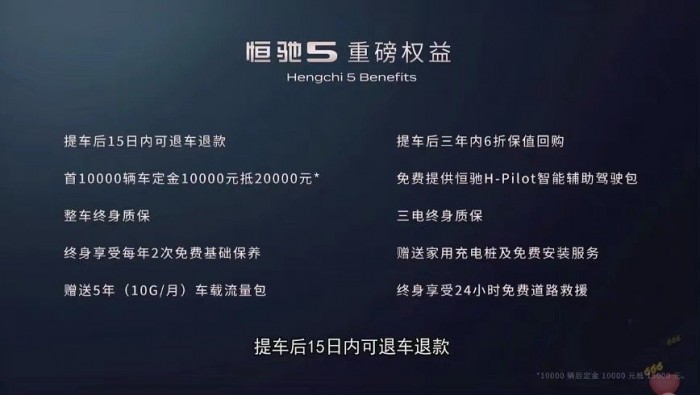 恒驰5 重磅权益
Hengchi 5 Benefits
提车后15日内可退车退款
提车后三年内6折保值回购
首10000辆车定金10000元抵20000元*
免费提供恒驰H-Pilot智能辅助驾驶包
整车终身质保
三电终身质保
终身享受每年2次免费基础保养
赠送家用充电桩及免费安装服务
赠送5年（10G/月）车载流量包
终身享受24小时免费道路救援
提车后15日内可退车退款
666
666
*10000 辆后定金 10000 元抵 15000 元。